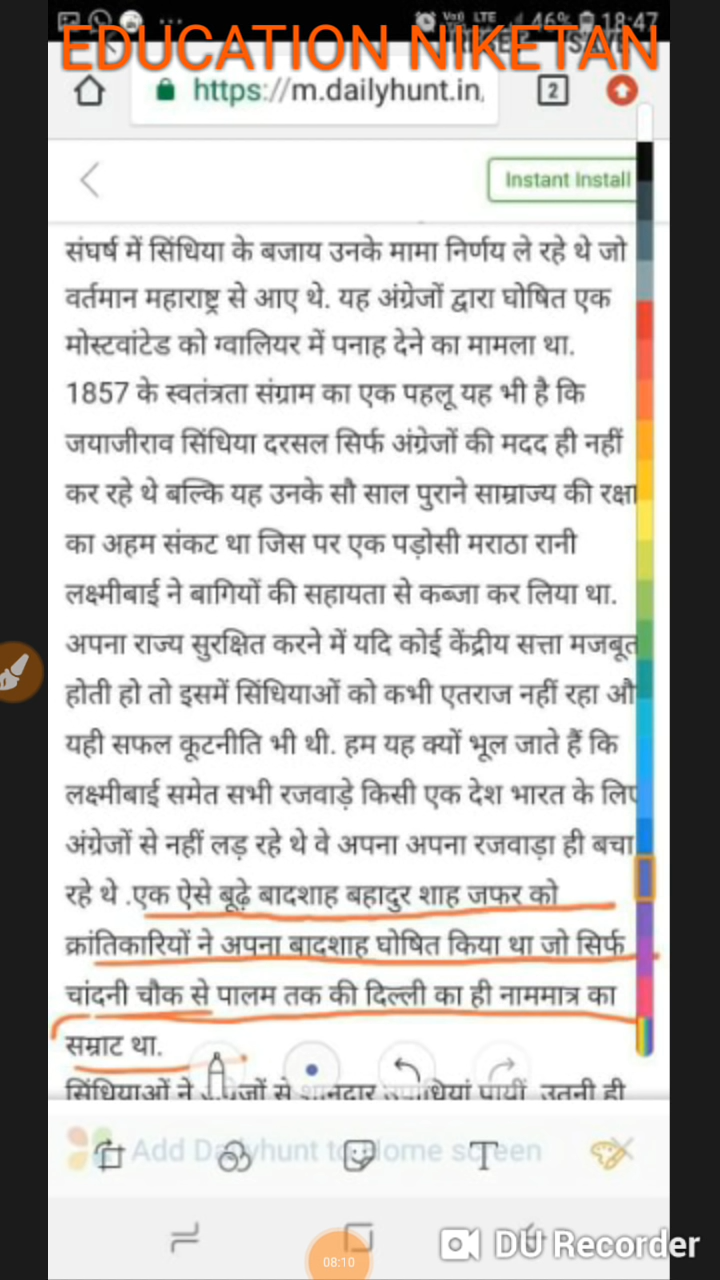 46% 18:47
EDUCATION NIKETAN
https://m.dailyhunt.in,
2
Instant Install
संघर्ष में सिंधिया के बजाय उनके मामा निर्णय ले रहे थे जो
वर्तमान महाराष्ट्र से आए थे. यह अंग्रेजों द्वारा घोषित एक
मोस्टवांटेड को ग्वालियर में पनाह देने का मामला था.
1857 के स्वतंत्रता संग्राम का एक पहलू यह भी है कि
जयाजीराव सिंधिया दरसल सिर्फ अंग्रेजों की मदद ही नहीं
कर रहे थे बल्कि यह उनके सौ साल पुराने साम्राज्य की रक्षा
का अहम संकट था जिस पर एक पड़ोसी मराठा रानी
लक्ष्मीबाई ने बागियों की सहायता से कब्जा कर लिया था.
अपना राज्य सुरक्षित करने में यदि कोई केंद्रीय सत्ता मजबूत
होती हो तो इसमें सिंधियाओं को कभी एतराज नहीं रहा औ
यही सफल कूटनीति भी थी. हम यह क्यों भूल जाते हैं कि
लक्ष्मीबाई समेत सभी रजवाड़े किसी एक देश भारत के लिए
अंग्रेजों से नहीं लड़ रहे थे वे अपना अपना रजवाड़ा ही बचा
रहे थे .एक ऐसे बूढ़े बादशाह बहादुर शाह जफर को
क्रांतिकारियों ने अपना बादशाह घोषित किया था जो सिर्फ
चांदनी चौक से पालम तक की दिल्ली का ही नाममात्र का
सम्राट था.
सिंधियाओं ने से शानदार उतनी ही
Add Dailyhunt to Home screen
T
DU Recorder
08:10